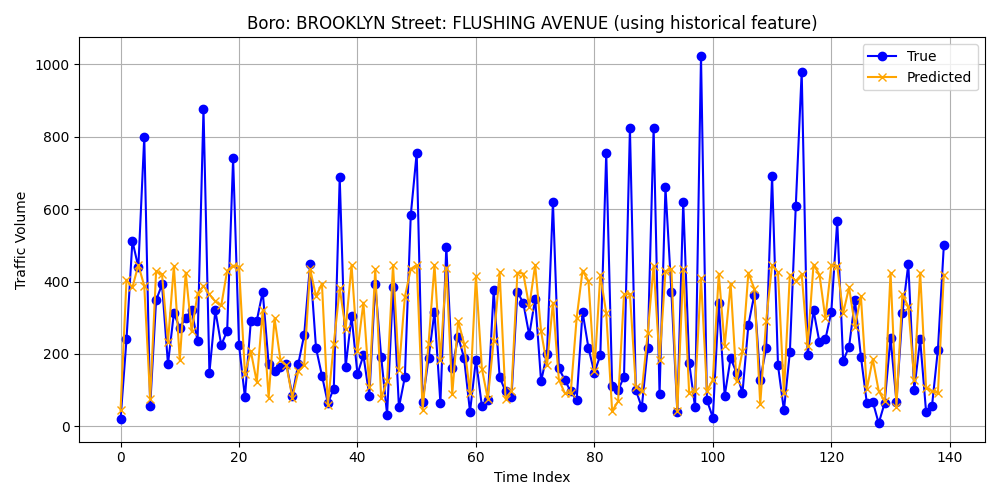 Boro: BROOKLYN Street: FLUSHING AVENUE (using historical feature)
True
Predicted
Traffic Volume
1000
800
600
400
200
0
0 20 40 60 80 100 120 140
Time Index